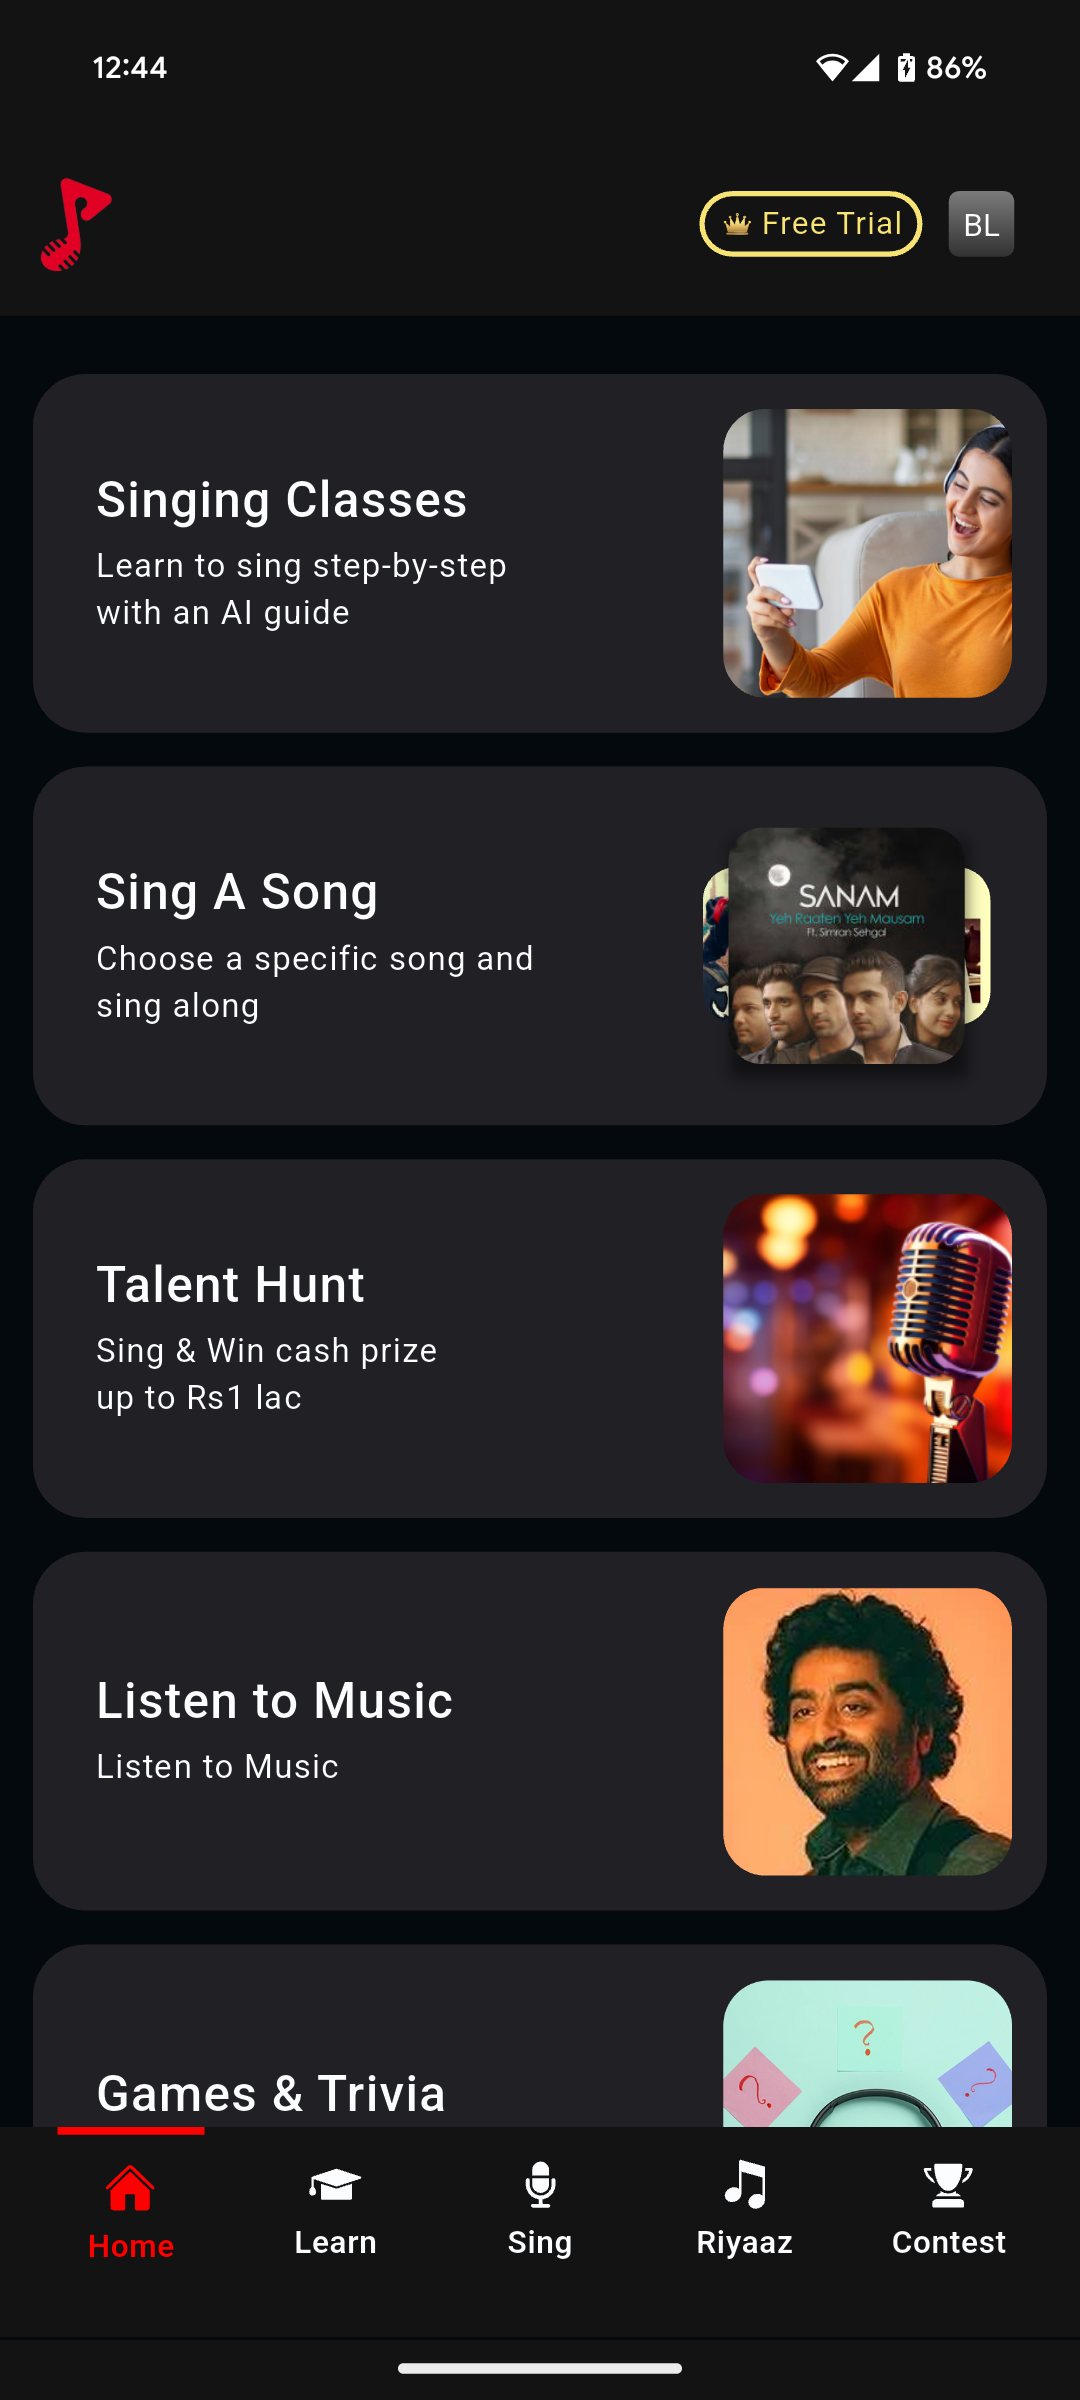 12:44
86%
Free Trial
BL
Singing Classes
Learn to sing step-by-step
with an AI guide
Sing A Song
Choose a specific song and
sing along
SANAM
Yeh Raaten Yeh Mausam
Ft. Simran Sehgal
Talent Hunt
Sing & Win cash prize
up to Rs1 lac
Listen to Music
Listen to Music
Games & Trivia
? ? ?
Home
Learn
Sing
Riyaaz
Contest